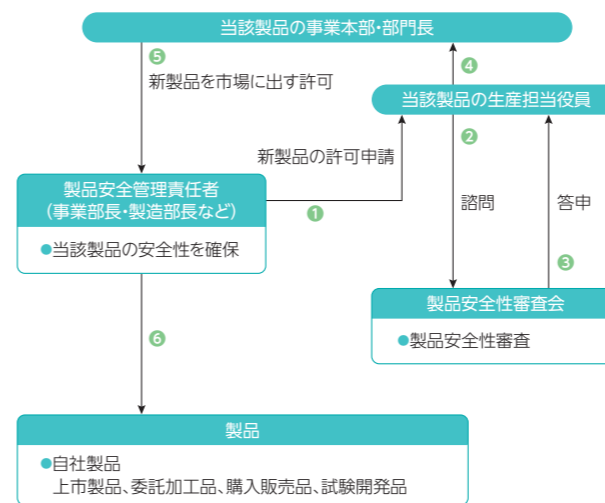 当該製品の事業本部・部門長
❺
❹
新製品を市場に出す許可
当該製品の生産担当役員
❷
新製品の許可申請
製品安全管理責任者
(事業部長・製造部長など)
❶
諮問
答申
●当該製品の安全性を確保
❸
製品安全性審査会
❻
●製品安全性審査
製品
●自社製品
上市製品、委託加工品、購入販売品、試験開発品